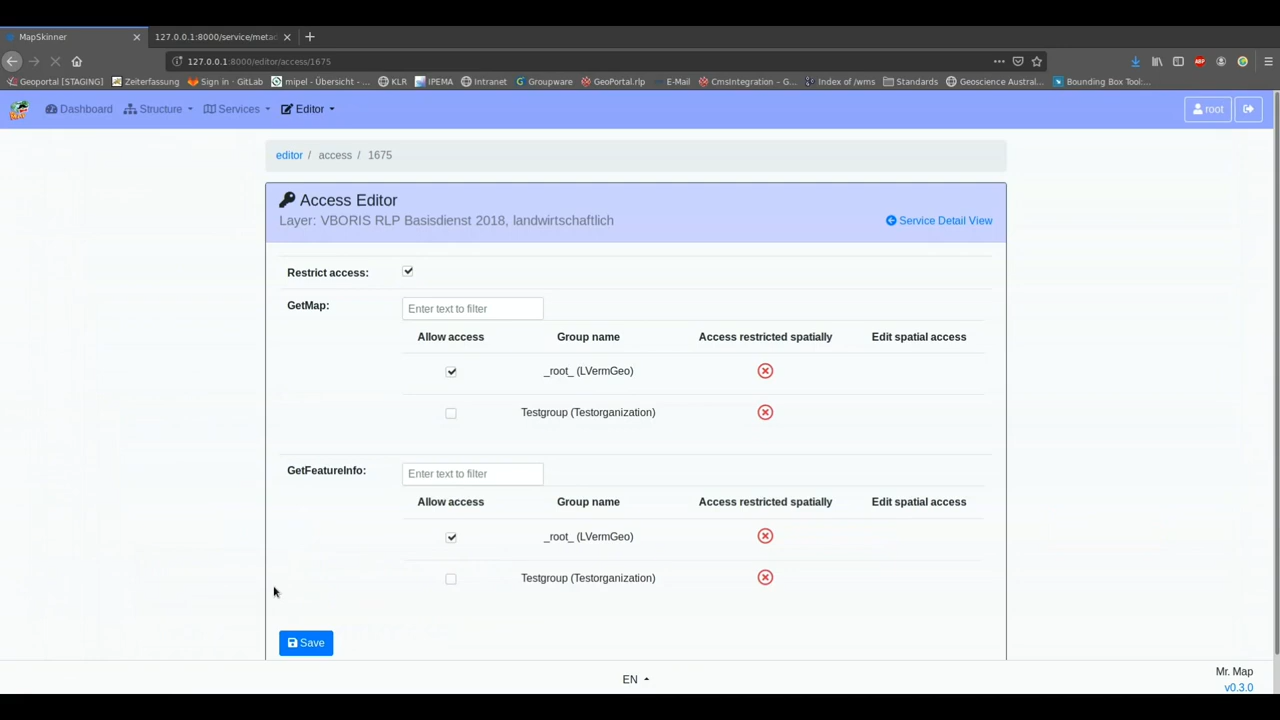 MapSkinner
127.0.0.1:8000/service/metad
127.0.0.1:8000/editor/access/1675
Geoportal [STAGING] Zeiterfassung Sign in · GitLab mipel - Übersicht - ... KLR IPEMA Intranet Groupware GeoPortal.rlp E-Mail CmsIntegration – G... Index of /wms Standards Geoscience Austral... Bounding Box Tool:...
Dashboard Structure Services Editor root
editor / access / 1675
Access Editor
Layer: VBORIS RLP Basisdienst 2018, landwirtschaftlich Service Detail View
Restrict access:
GetMap: Enter text to filter
Allow access Group name Access restricted spatially Edit spatial access
_root_ (LVermGeo)
Testgroup (Testorganization)
GetFeatureInfo: Enter text to filter
Allow access Group name Access restricted spatially Edit spatial access
_root_ (LVermGeo)
Testgroup (Testorganization)
Save
EN
Mr. Map
v0.3.0